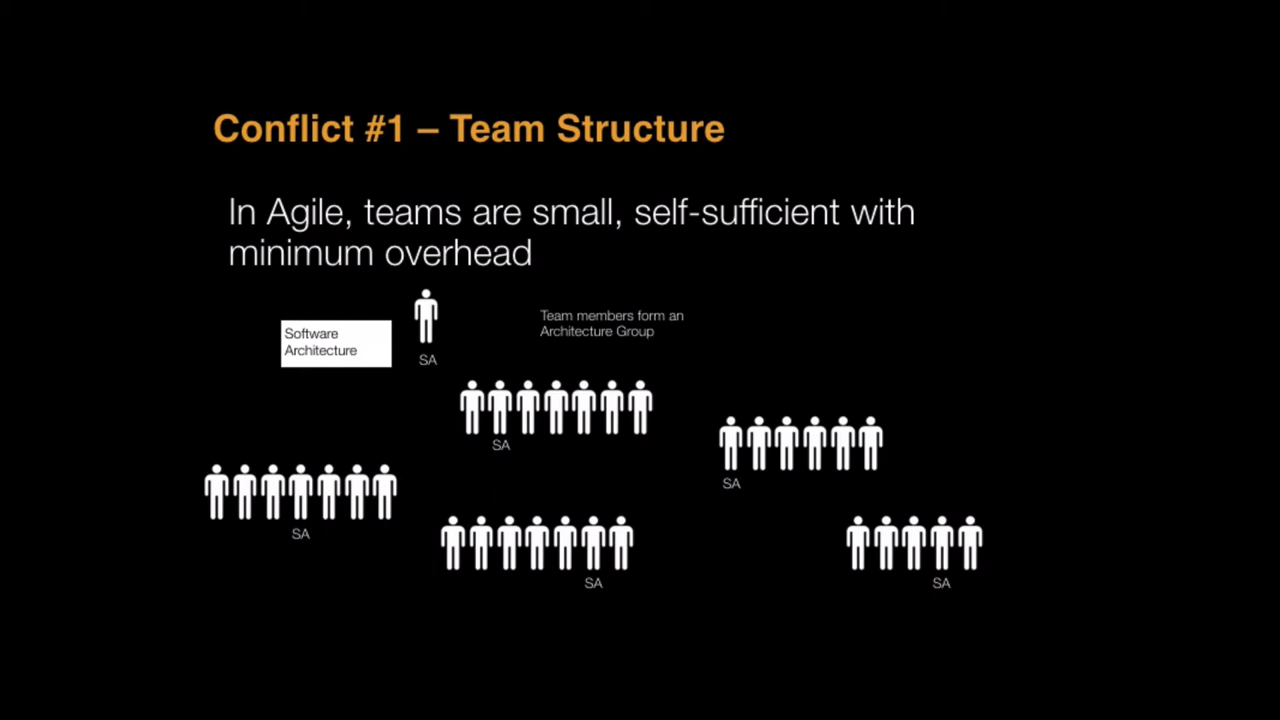 Conflict #1 – Team Structure
In Agile, teams are small, self-sufficient with
minimum overhead
Software
Architecture
SA
Team members form an
Architecture Group
SA
SA
SA
SA
SA